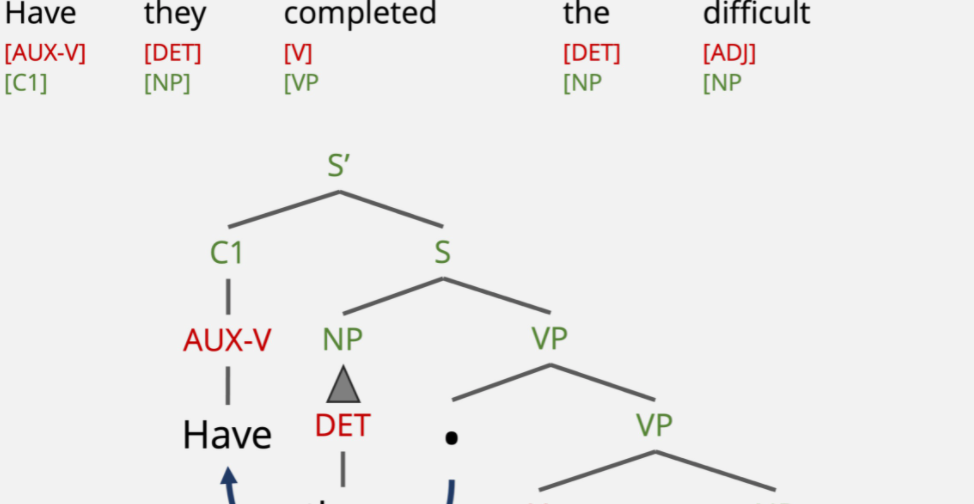 Have they completed the difficult
[AUX-V] [DET] [V] [DET] [ADJ]
[C1] [NP] [VP [NP [NP
S’
C1 S
AUX-V NP VP
DET VP
Have